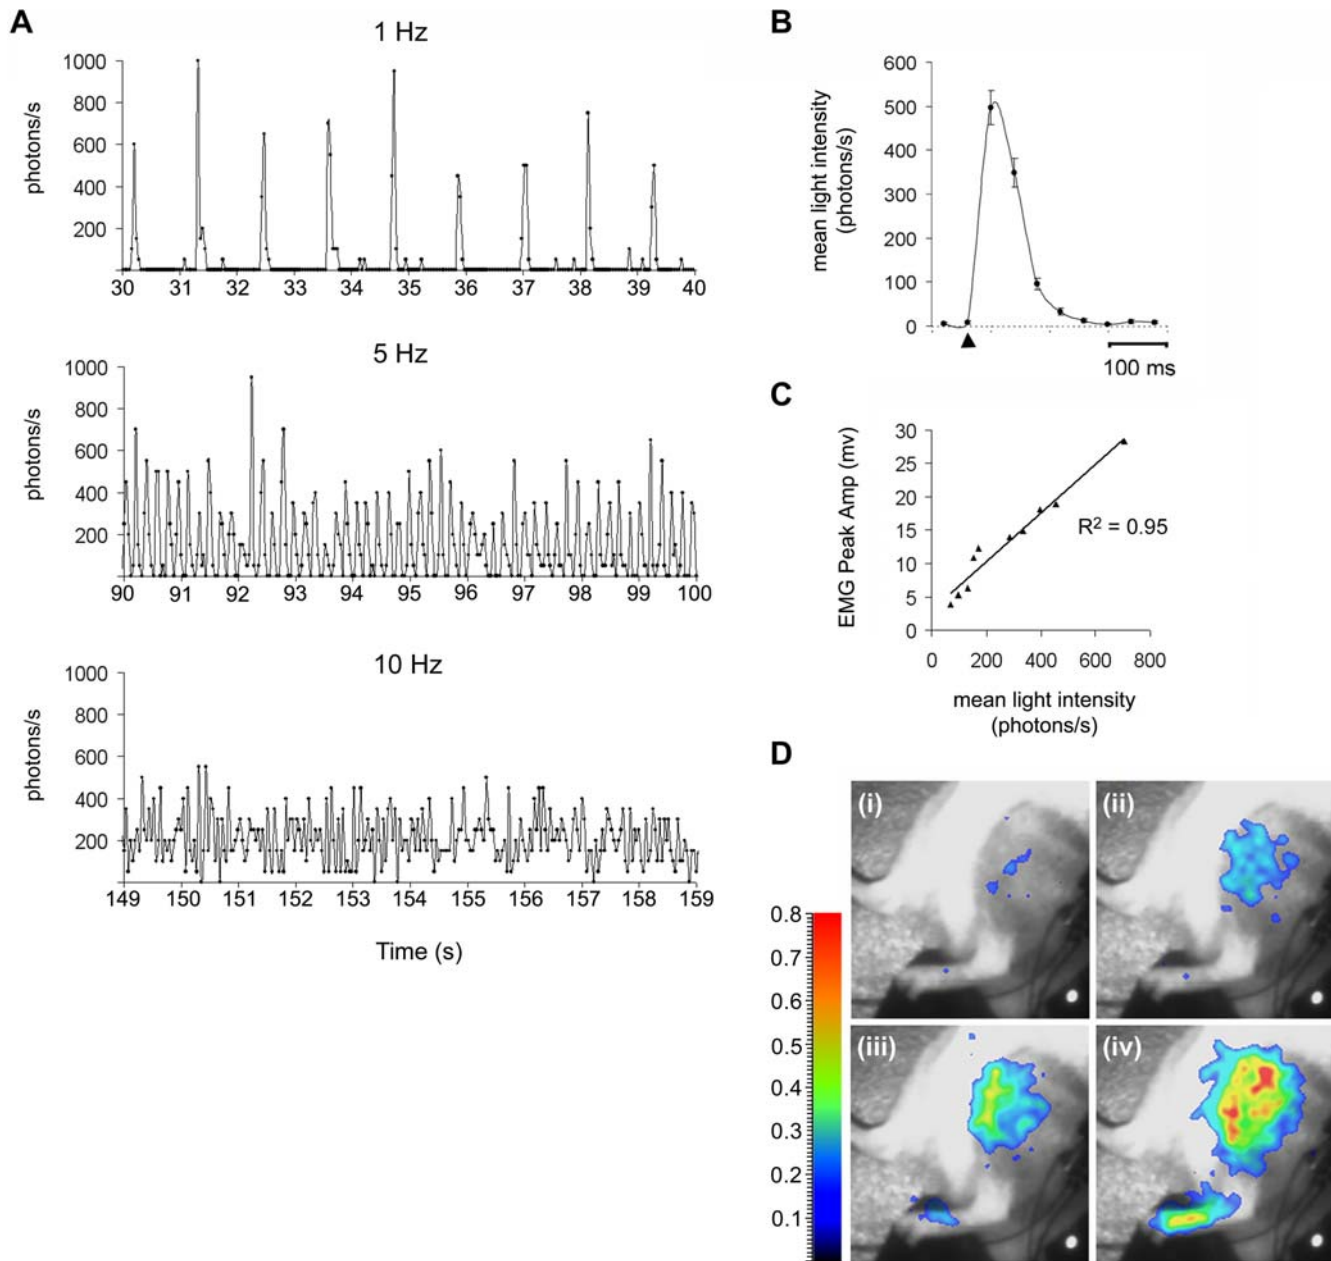 A
1 Hz
photons/s
1000
800
600
400
200
30 31 32 33 34 35 36 37 38 39 40
5 Hz
photons/s
1000
800
600
400
200
90 91 92 93 94 95 96 97 98 99 100
10 Hz
photons/s
1000
800
600
400
200
149 150 151 152 153 154 155 156 157 158 159
Time (s)
B
mean light intensity
(photons/s)
600
500
400
300
200
100
0
100 ms
C
EMG Peak Amp (mv)
30
25
20
15
10
5
0
R² = 0.95
0 200 400 600 800
mean light intensity
(photons/s)
D
(i)
(ii)
(iii)
(iv)
0.8
0.7
0.6
0.5
0.4
0.3
0.2
0.1